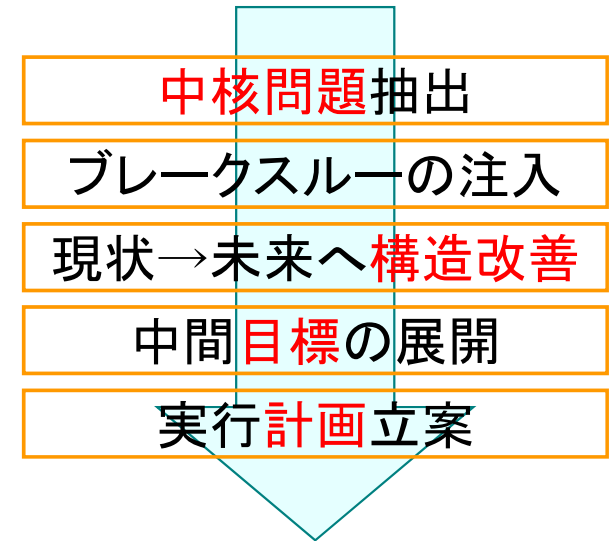 中核問題抽出
ブレークスルーの注入
現状→未来へ構造改善
中間目標の展開
実行計画立案